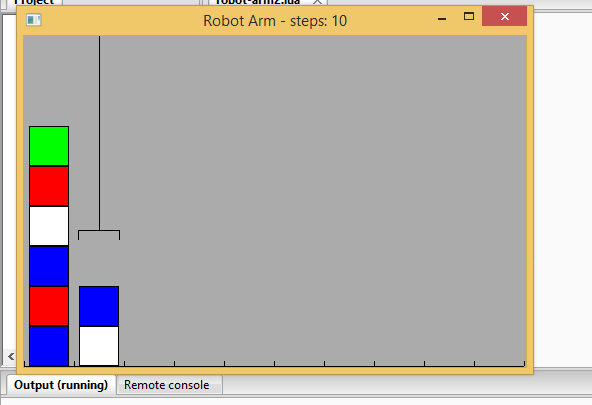 Project
robot-arm2.lua
Robot Arm - steps: 10
Output (running)
Remote console